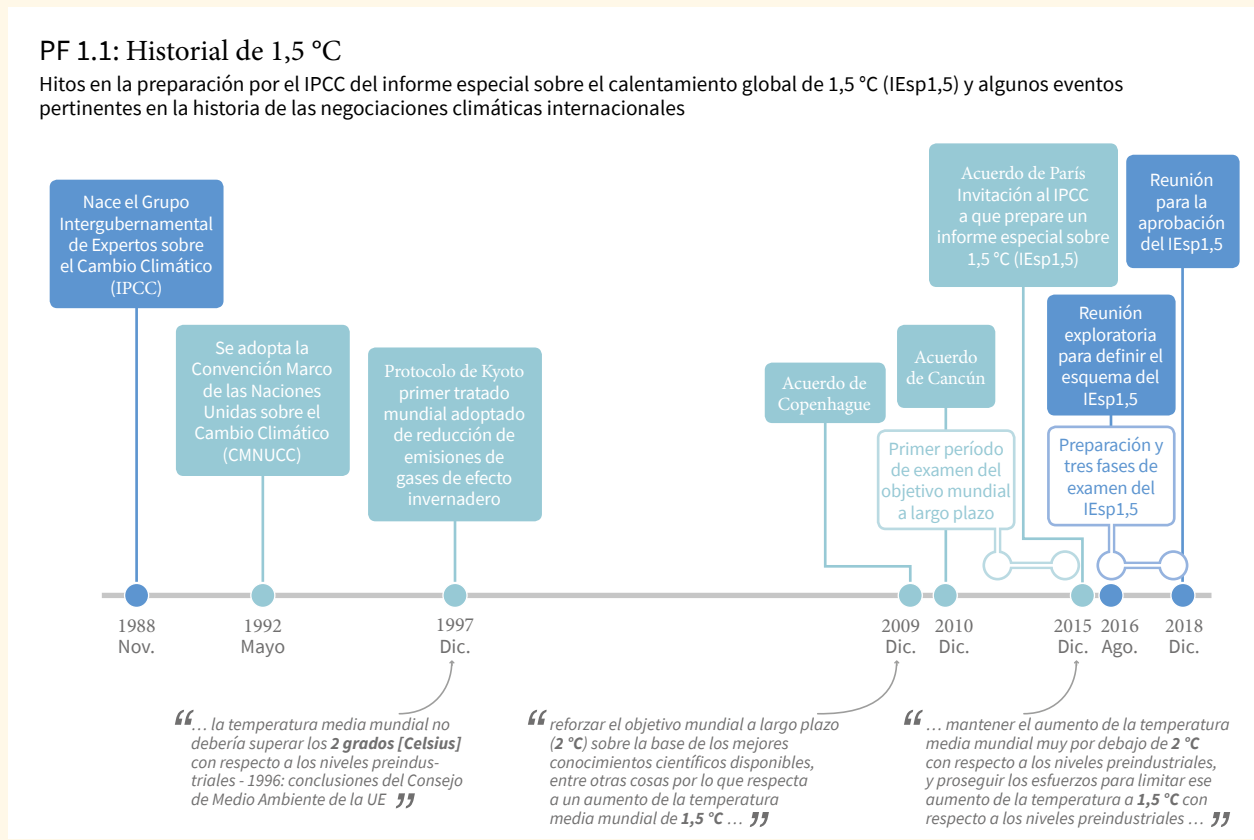 PF 1.1: Historial de 1,5 °C
Hitos en la preparación por el IPCC del informe especial sobre el calentamiento global de 1,5 °C (IEsp1,5) y algunos eventos
pertinentes en la historia de las negociaciones climáticas internacionales
Nace el Grupo
Intergubernamental
de Expertos sobre
el Cambio Climático
(IPCC)
Se adopta la
Convención Marco
de las Naciones
Unidas sobre el
Cambio Climático
(CMNUCC)
Protocolo de Kyoto
primer tratado
mundial adoptado
de reducción de
emisiones de
gases de efecto
invernadero
Acuerdo de
Copenhague
Acuerdo
de Cancún
Primer período
de examen del
objetivo mundial
a largo plazo
Acuerdo de París
Invitación al IPCC
a que prepare un
informe especial sobre
1,5 °C (IEsp1,5)
Reunión
exploratoria
para definir el
esquema del
IEsp1,5
Preparación y
tres fases de
examen del
IEsp1,5
Reunión
para la
aprobación
del IEsp1,5
1988
Nov.
1992
Mayo
1997
Dic.
2009
Dic.
2010
Dic.
2015
Dic.
2016
Ago.
2018
Dic.
“ … la temperatura media mundial no
debería superar los 2 grados [Celsius]
con respecto a los niveles preindus-
triales - 1996: conclusiones del Consejo
de Medio Ambiente de la UE ”
“ reforzar el objetivo mundial a largo plazo
(2 °C) sobre la base de los mejores
conocimientos científicos disponibles,
entre otras cosas por lo que respecta
a un aumento de la temperatura
media mundial de 1,5 °C … ”
“ … mantener el aumento de la temperatura
media mundial muy por debajo de 2 °C
con respecto a los niveles preindustriales,
y proseguir los esfuerzos para limitar ese
aumento de la temperatura a 1,5 °C con
respecto a los niveles preindustriales … ”